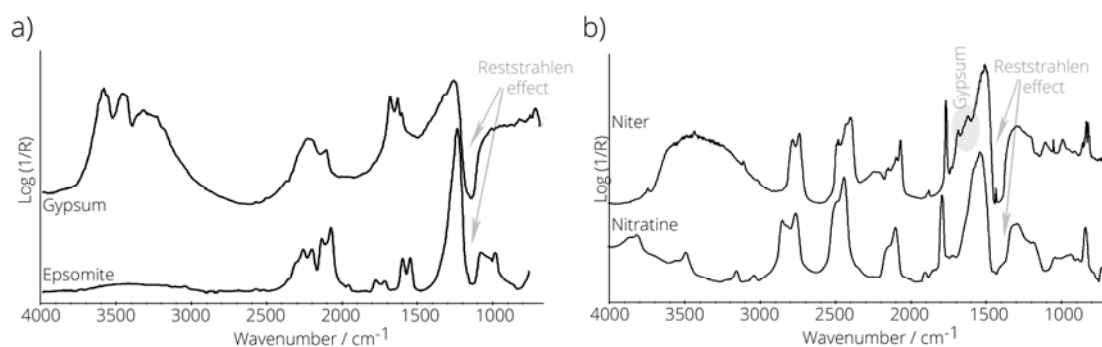 a)
Log (1/R)
Reststrahlen
effect
Gypsum
Epsomite
4000 3500 3000 2500 2000 1500 1000
Wavenumber / cm-1
b)
Log (1/R)
Gypsum
Reststrahlen
effect
Niter
Nitratine
4000 3500 3000 2500 2000 1500 1000
Wavenumber / cm-1